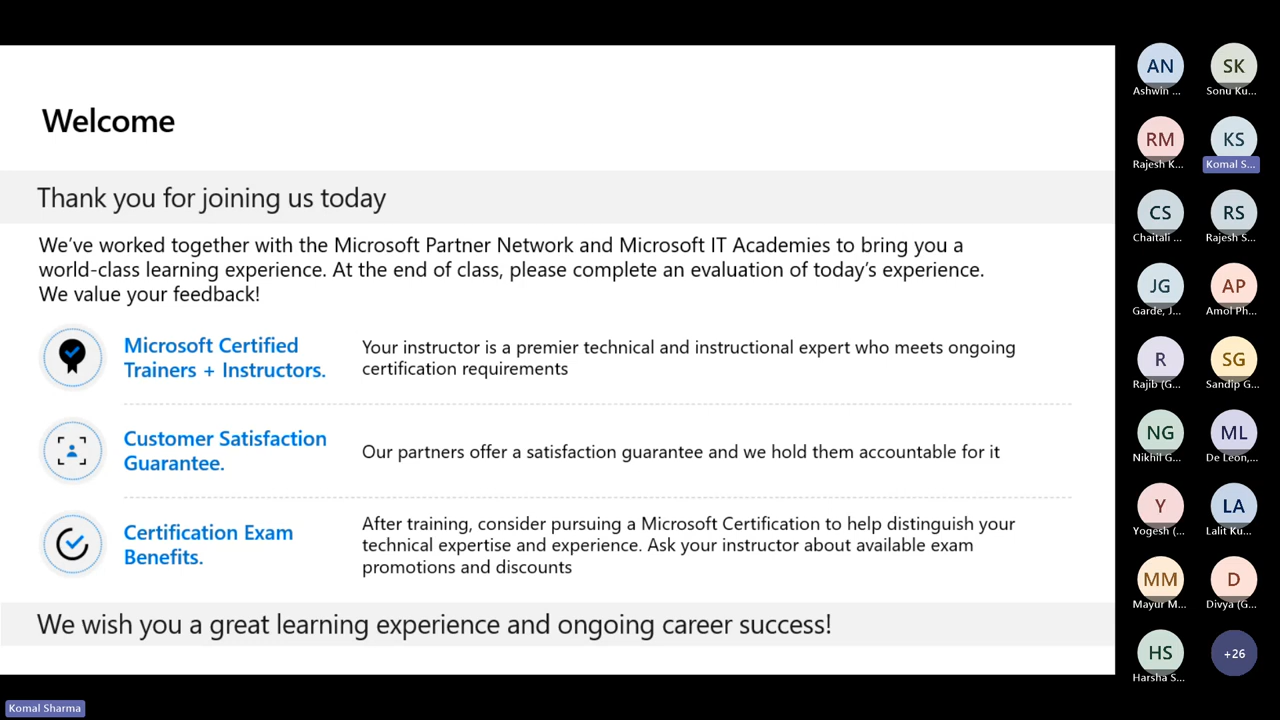 Welcome
Thank you for joining us today
We've worked together with the Microsoft Partner Network and Microsoft IT Academies to bring you a
world-class learning experience. At the end of class, please complete an evaluation of today's experience.
We value your feedback!
Microsoft Certified
Trainers + Instructors.
Your instructor is a premier technical and instructional expert who meets ongoing
certification requirements
Customer Satisfaction
Guarantee.
Our partners offer a satisfaction guarantee and we hold them accountable for it
Certification Exam
Benefits.
After training, consider pursuing a Microsoft Certification to help distinguish your
technical expertise and experience. Ask your instructor about available exam
promotions and discounts
We wish you a great learning experience and ongoing career success!
Komal Sharma
AN SK
Ashwin ... Sonu Ku...
RM KS
Rajesh K... Komal S...
CS RS
Chaitali ... Rajesh S...
JG AP
Garde, J... Amol Ph...
R SG
Rajib (G... Sandip G...
NG ML
Nikhil G... De Leon,...
Y LA
Yogesh (... Lalit Ku...
MM D
Mayur M... Divya (G...
HS +26
Harsha S...